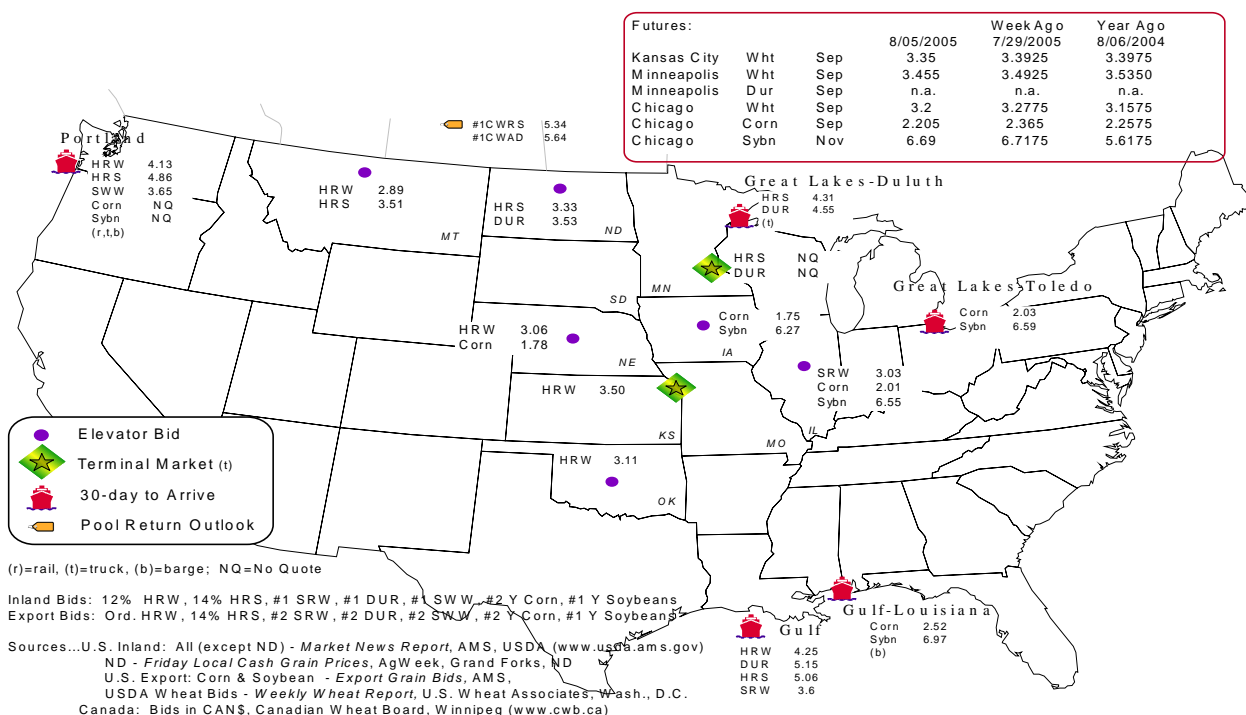 Futures: Week Ago Year Ago
8/05/2005 7/29/2005 8/06/2004
Kansas City Wht Sep 3.35 3.3925 3.3975
Minneapolis Wht Sep 3.455 3.4925 3.5350
Minneapolis Dur Sep n.a. n.a. n.a.
Chicago Wht Sep 3.2 3.2775 3.1575
Chicago Corn Sep 2.205 2.365 2.2575
Chicago Sybn Nov 6.69 6.7175 5.6175
#1CWRS 5.34
#1CWAD 5.64
Portland
HRW 4.13
HRS 4.86
SWW 3.65
Corn NQ
Sybn NQ
(r,t,b)
HRW 2.89
HRS 3.51
MT
HRS 3.33
DUR 3.53
ND
Great Lakes-Duluth
HRS 4.31
DUR 4.55
(t)
HRS NQ
DUR NQ
MN
SD
Great Lakes-Toledo
Corn 2.03
Sybn 6.59
HRW 3.06
Corn 1.78
NE
Corn 1.75
Sybn 6.27
IA
SRW 3.03
Corn 2.01
Sybn 6.55
IL
HRW 3.50
KS
MO
HRW 3.11
OK
Elevator Bid
Terminal Market (t)
30-day to Arrive
Pool Return Outlook
(r)=rail, (t)=truck, (b)=barge; NQ=No Quote
Inland Bids: 12% HRW, 14% HRS, #1 SRW, #1 DUR, #1 SWW, #2 Y Corn, #1 Y Soybeans
Export Bids: Ord. HRW, 14% HRS, #2 SRW, #2 DUR, #2 SWW, #2 Y Corn, #1 Y Soybeans
Gulf-Louisiana
Corn 2.52
Sybn 6.97
(b)
Gulf
HRW 4.25
DUR 5.15
HRS 5.06
SRW 3.6
Sources...U.S. Inland: All (except ND) - Market News Report, AMS, USDA (www.usda.ams.gov)
ND - Friday Local Cash Grain Prices, AgWeek, Grand Forks, ND
U.S. Export: Corn & Soybean - Export Grain Bids, AMS,
USDA Wheat Bids - Weekly Wheat Report, U.S. Wheat Associates, Wash., D.C.
Canada: Bids in CAN$, Canadian Wheat Board, Winnipeg (www.cwb.ca)